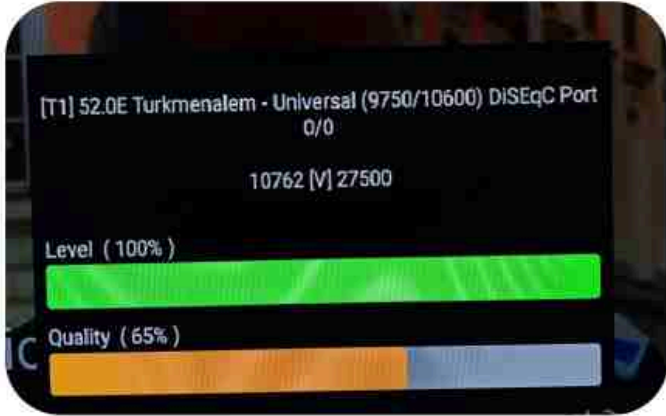 [T1] 52.0E Turkmenalem - Universal (9750/10600) DiSEqC Port
0/0
10762 [V] 27500
Level ( 100% )
Quality ( 65% )